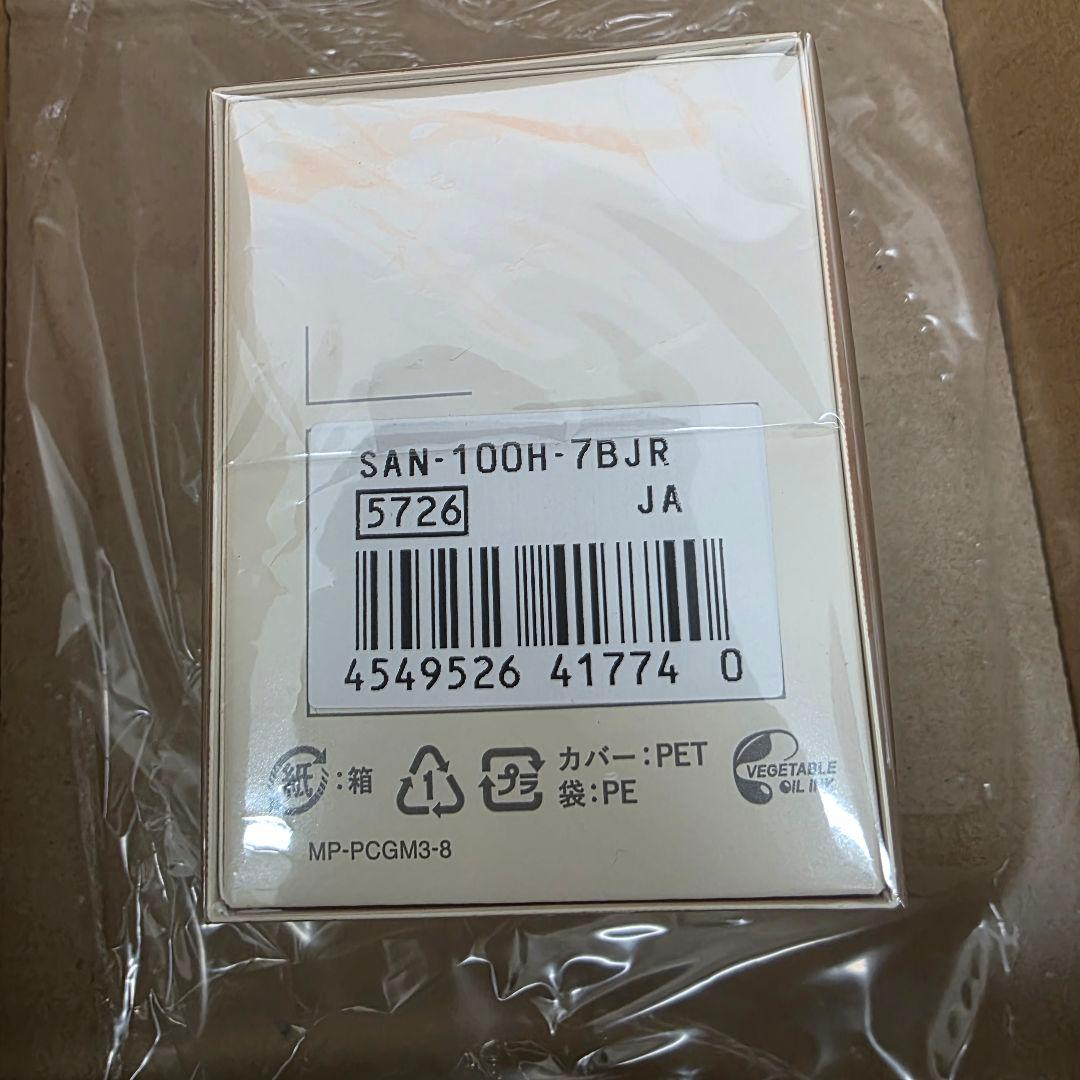 SAN-100H-7BJR
5726 JA
4549526 41774 0
紙:箱
1 プラ カバー:PET
袋:PE
VEGETABLE
OIL INK
MP-PCGM3-8